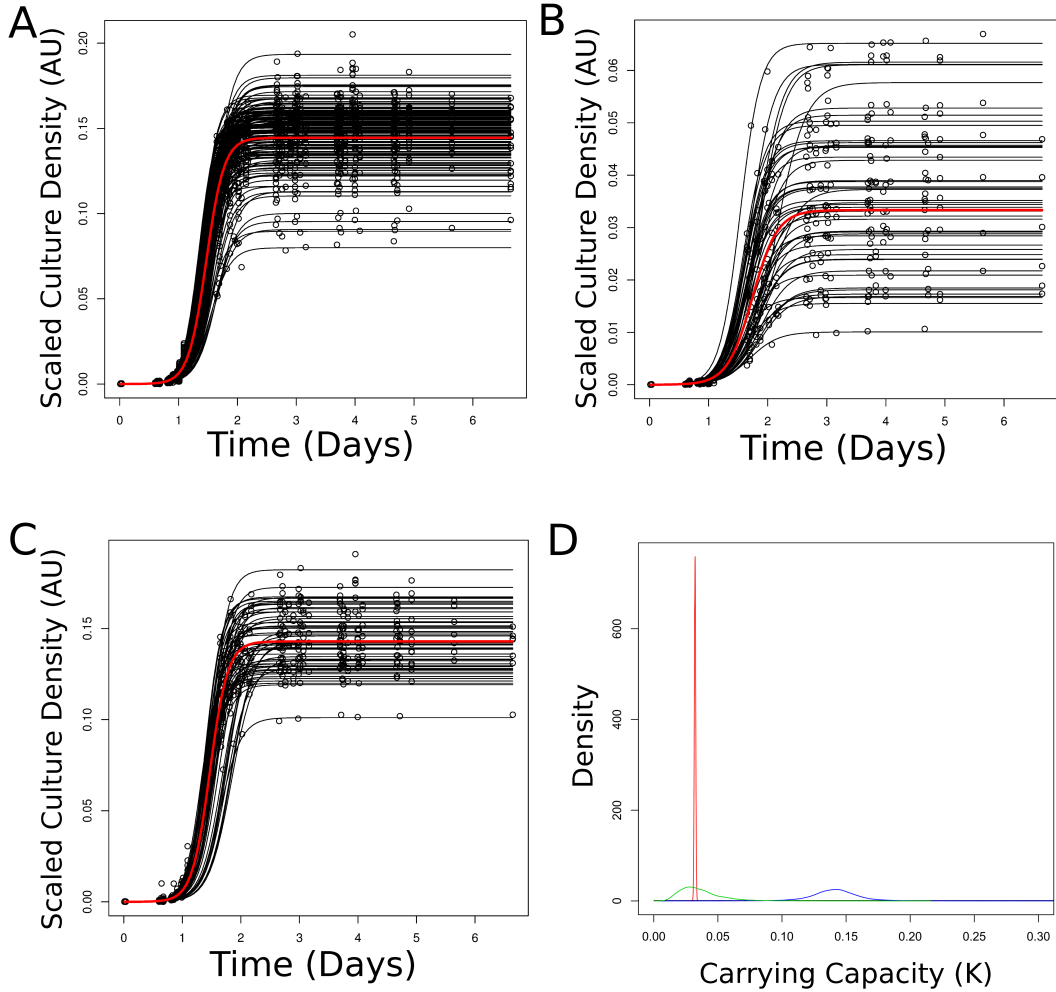 A
Scaled Culture Density (AU)
0.00 0.05 0.10 0.15 0.20
0 1 2 3 4 5 6
Time (Days)
B
Scaled Culture Density (AU)
0.00 0.01 0.02 0.03 0.04 0.05 0.06
0 1 2 3 4 5 6
Time (Days)
C
Scaled Culture Density (AU)
0.00 0.05 0.10 0.15
0 1 2 3 4 5 6
Time (Days)
D
Density
0 200 400 600
0.00 0.05 0.10 0.15 0.20 0.25 0.30
Carrying Capacity (K)